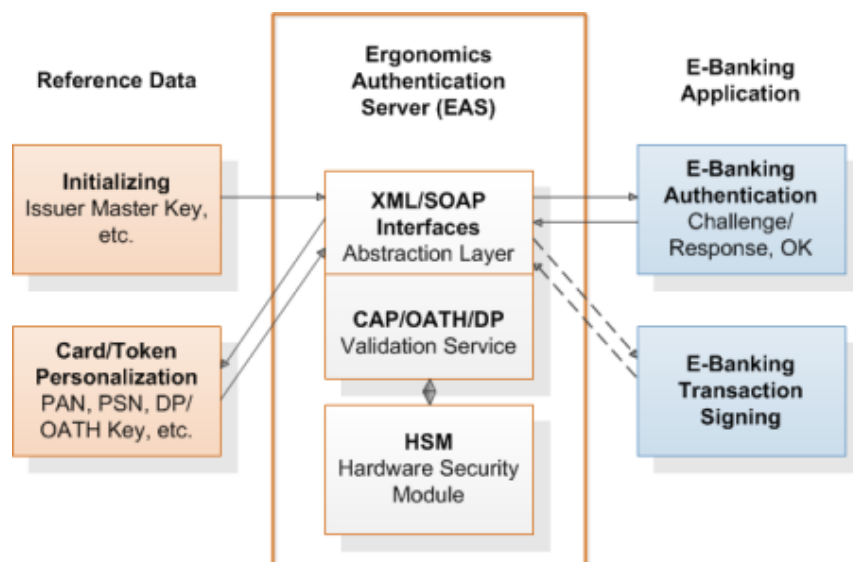 Reference Data
Ergonomics
Authentication
Server (EAS)
E-Banking
Application
Initializing
Issuer Master Key,
etc.
XML/SOAP
Interfaces
Abstraction Layer
E-Banking
Authentication
Challenge/
Response, OK
Card/Token
Personalization
PAN, PSN, DP/
OATH Key, etc.
CAP/OATH/DP
Validation Service
E-Banking
Transaction
Signing
HSM
Hardware Security
Module